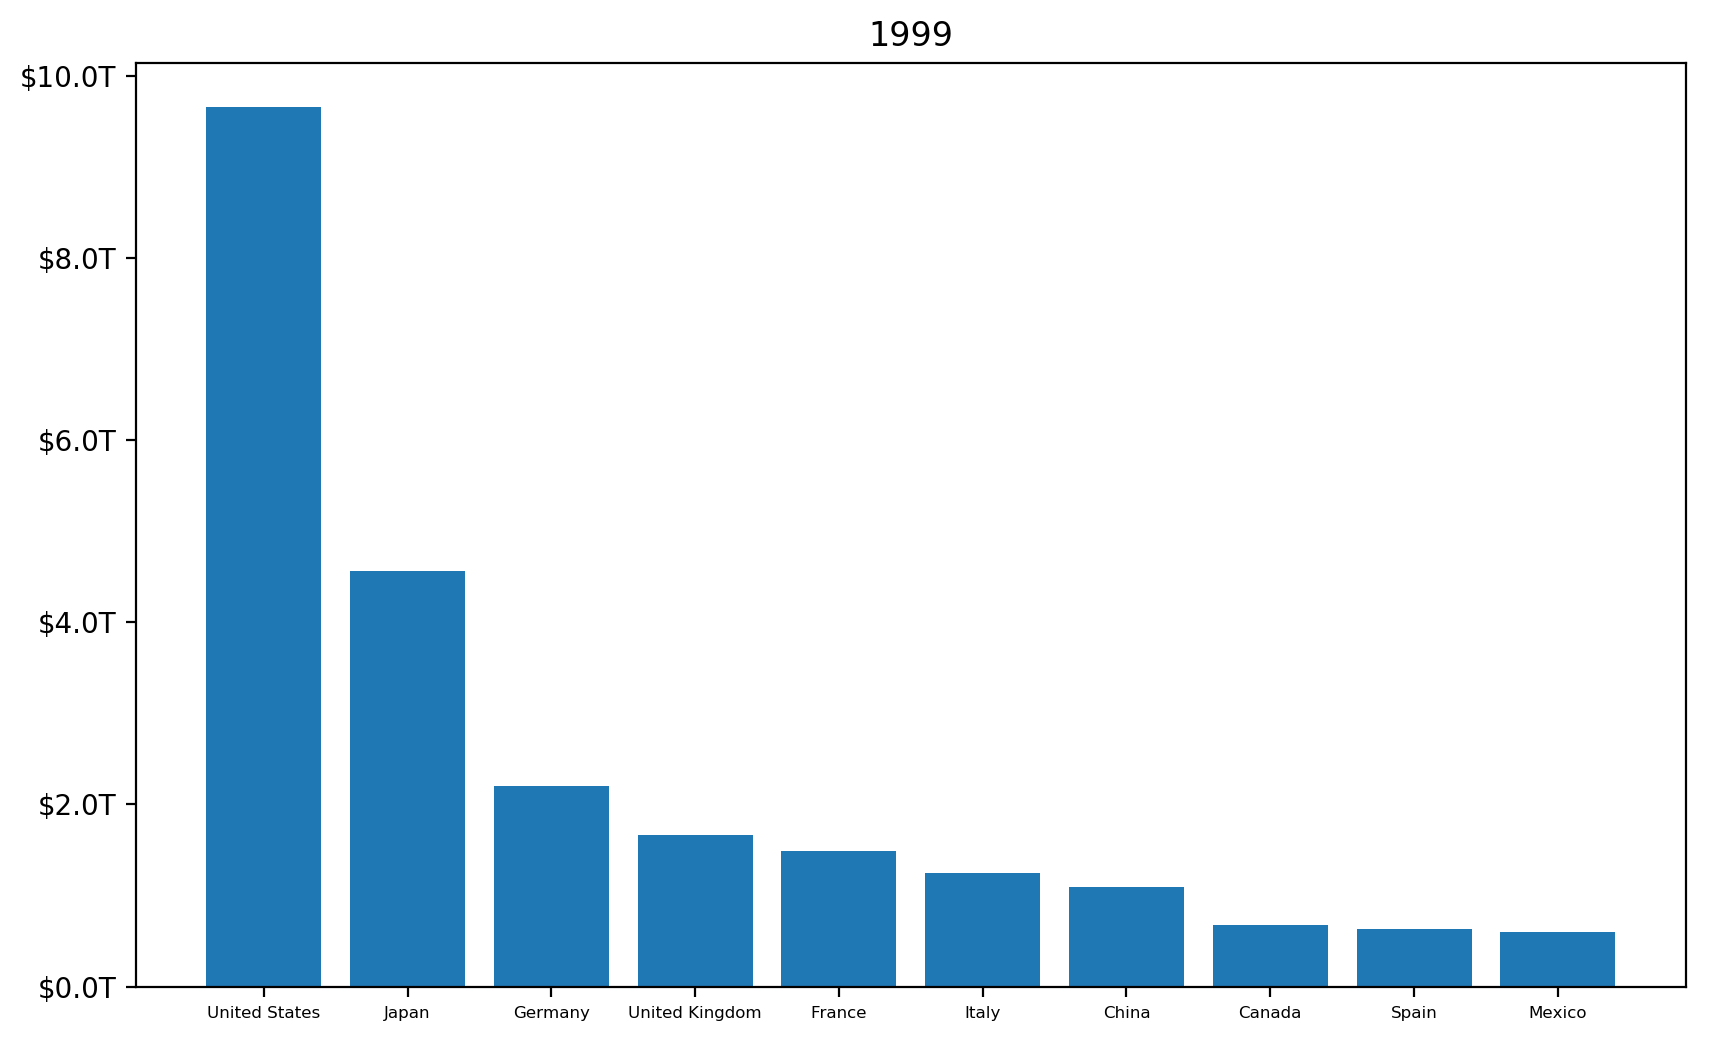 1999
$10.0T
$8.0T
$6.0T
$4.0T
$2.0T
$0.0T
United States Japan Germany United Kingdom France Italy China Canada Spain Mexico